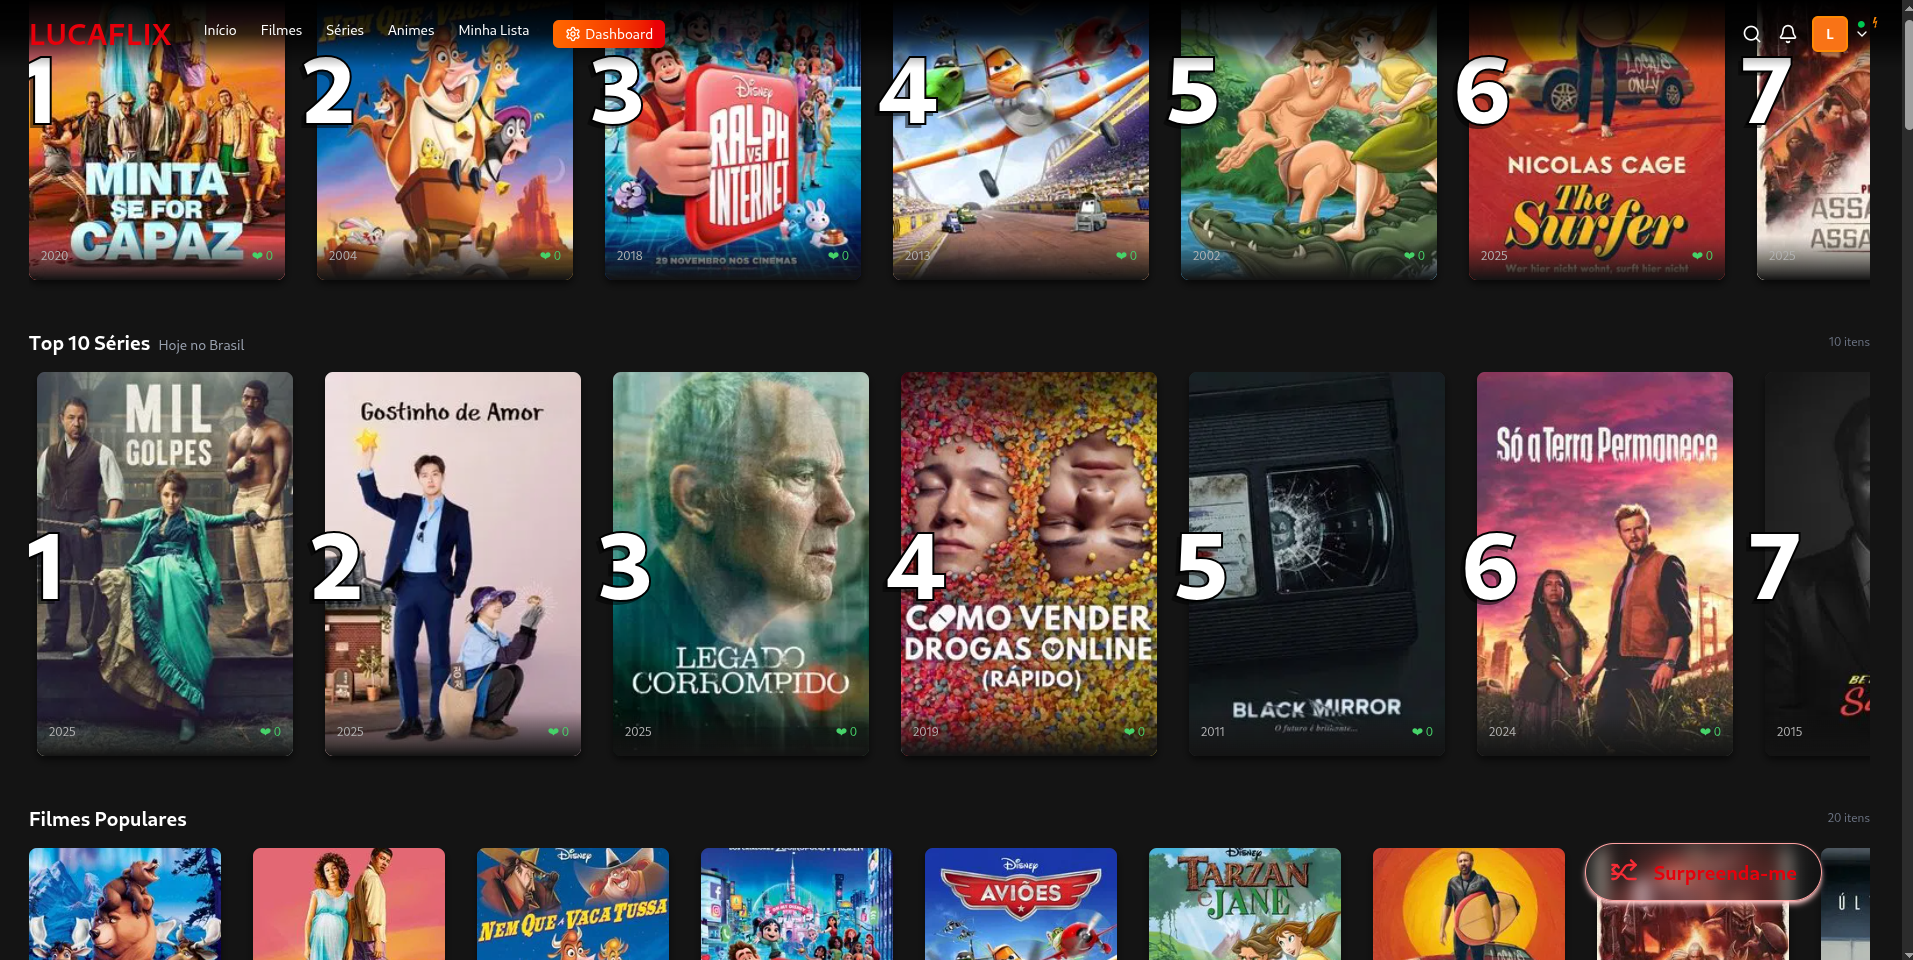 LUCAFLIX
Início
Filmes
Séries
Animes
Minha Lista
Dashboard
L
1
MINTA
SE FOR
CAPAZ
2020
❤ 0
2
2004
❤ 0
3
Disney
RALPH
VS
INTERNET
29 NOVEMBRO NOS CINEMAS
2018
❤ 0
4
2013
❤ 0
5
2002
❤ 0
6
LOCALS
ONLY
NICOLAS CAGE
The
Surfer
Wer hier nicht wohnt, surft hier nicht
2025
❤ 0
7
ASSA
ASSA
2025
Top 10 Séries Hoje no Brasil
10 itens
1
MIL
GOLPES
2025
❤ 0
2
Gostinho de Amor
2025
❤ 0
3
LEGADO
CORROMPIDO
2025
❤ 0
4
COMO VENDER
DROGAS ONLINE
(RÁPIDO)
2019
❤ 0
5
BLACK MIRROR
O futuro é brilhante...
2011
❤ 0
6
Só a Terra Permanece
2024
❤ 0
7
BE
S
2015
Filmes Populares
20 itens
Disney
NEM QUE A VACA TUSSA
Disney
AVIÕES
Disney
TARZAN
E JANE
Surpreenda-me
ÚL